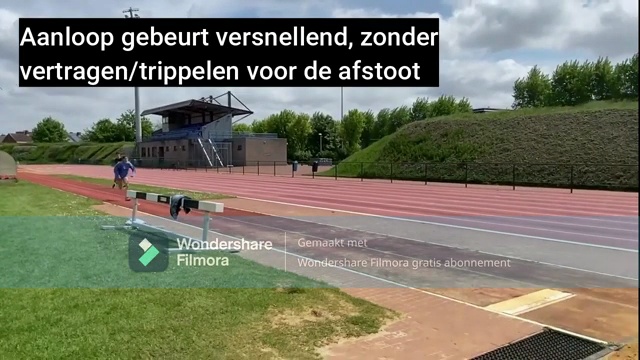 Aanloop gebeurt versnellend, zonder
vertragen/trippelen voor de afstoot
Wondershare
Filmora
Gemaakt met
Wondershare Filmora gratis abonnement